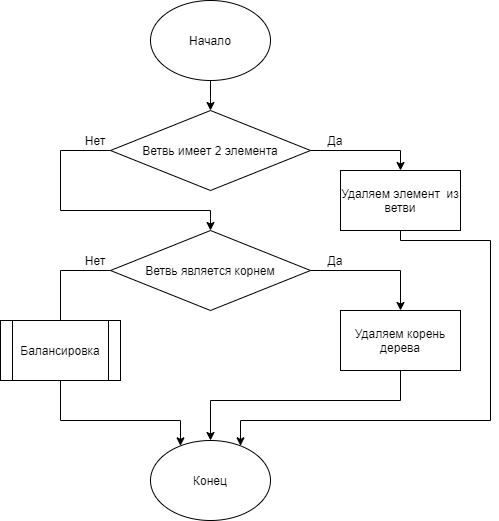 Начало
Нет
Да
Ветвь имеет 2 элемента
Удаляем элемент из
ветви
Нет
Да
Ветвь является корнем
Удаляем корень
дерева
Балансировка
Конец